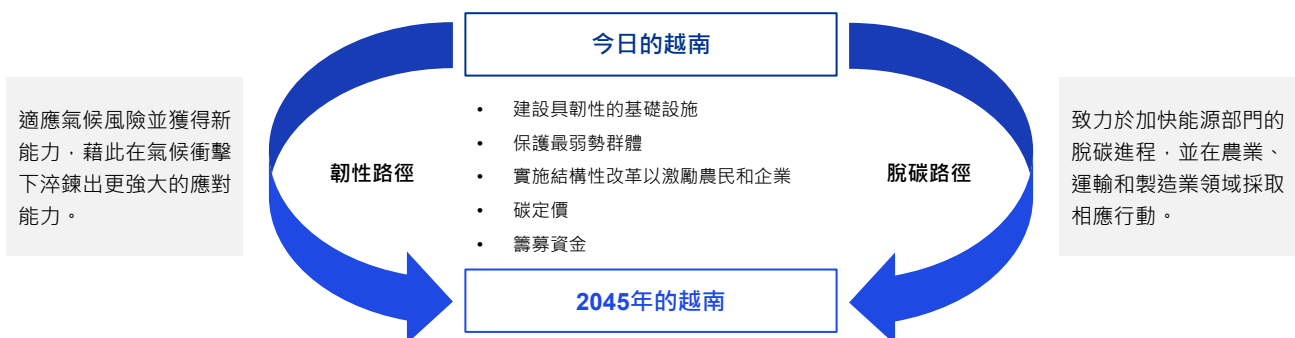 今日的越南
適應氣候風險並獲得新
能力，藉此在氣候衝擊
下淬鍊出更強大的應對
能力。
韌性路徑
• 建設具韌性的基礎設施
• 保護最弱勢群體
• 實施結構性改革以激勵農民和企業
• 碳定價
• 籌募資金
脫碳路徑
致力於加快能源部門的
脫碳進程，並在農業、
運輸和製造業領域採取
相應行動。
2045年的越南